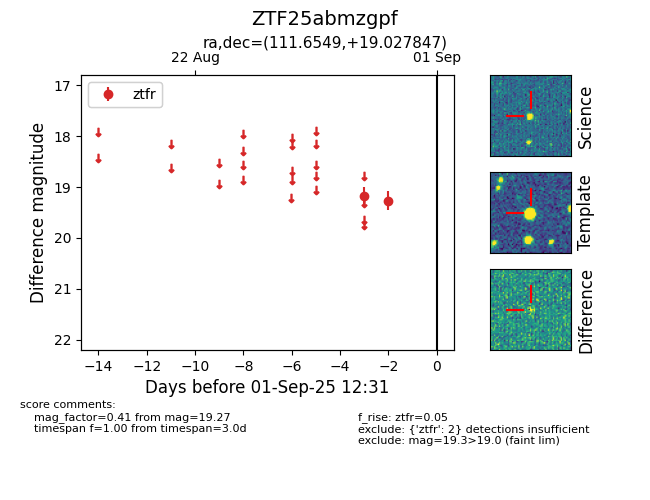 ZTF25abmzgpf
ra,dec=(111.6549,+19.027847)
22 Aug
01 Sep
ztfr
17
18
19
20
21
22
Difference magnitude
−14
−12
−10
−8
−6
−4
−2
0
Days before 01-Sep-25 12:31
Science
Template
Difference
score comments:
mag_factor=0.41 from mag=19.27
timespan f=1.00 from timespan=3.0d
f_rise: ztfr=0.05
exclude: {'ztfr': 2} detections insufficient
exclude: mag=19.3>19.0 (faint lim)